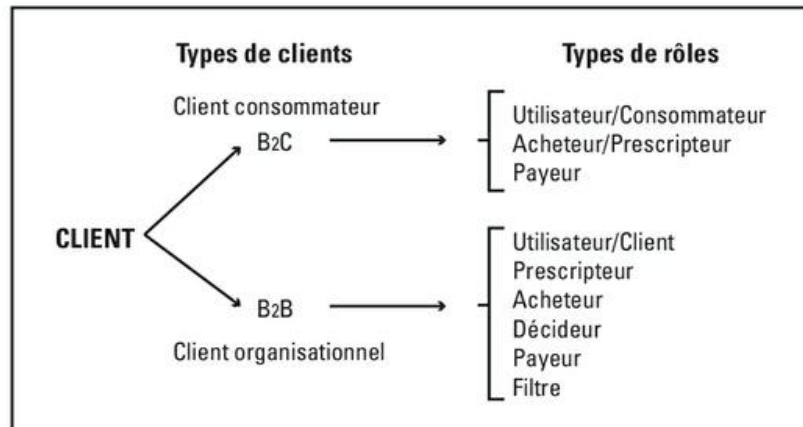 Types de clients
Types de rôles
Client consommateur
B2C
Utilisateur/Consommateur
Acheteur/Prescripteur
Payeur
CLIENT
B2B
Client organisationnel
Utilisateur/Client
Prescripteur
Acheteur
Décideur
Payeur
Filtre